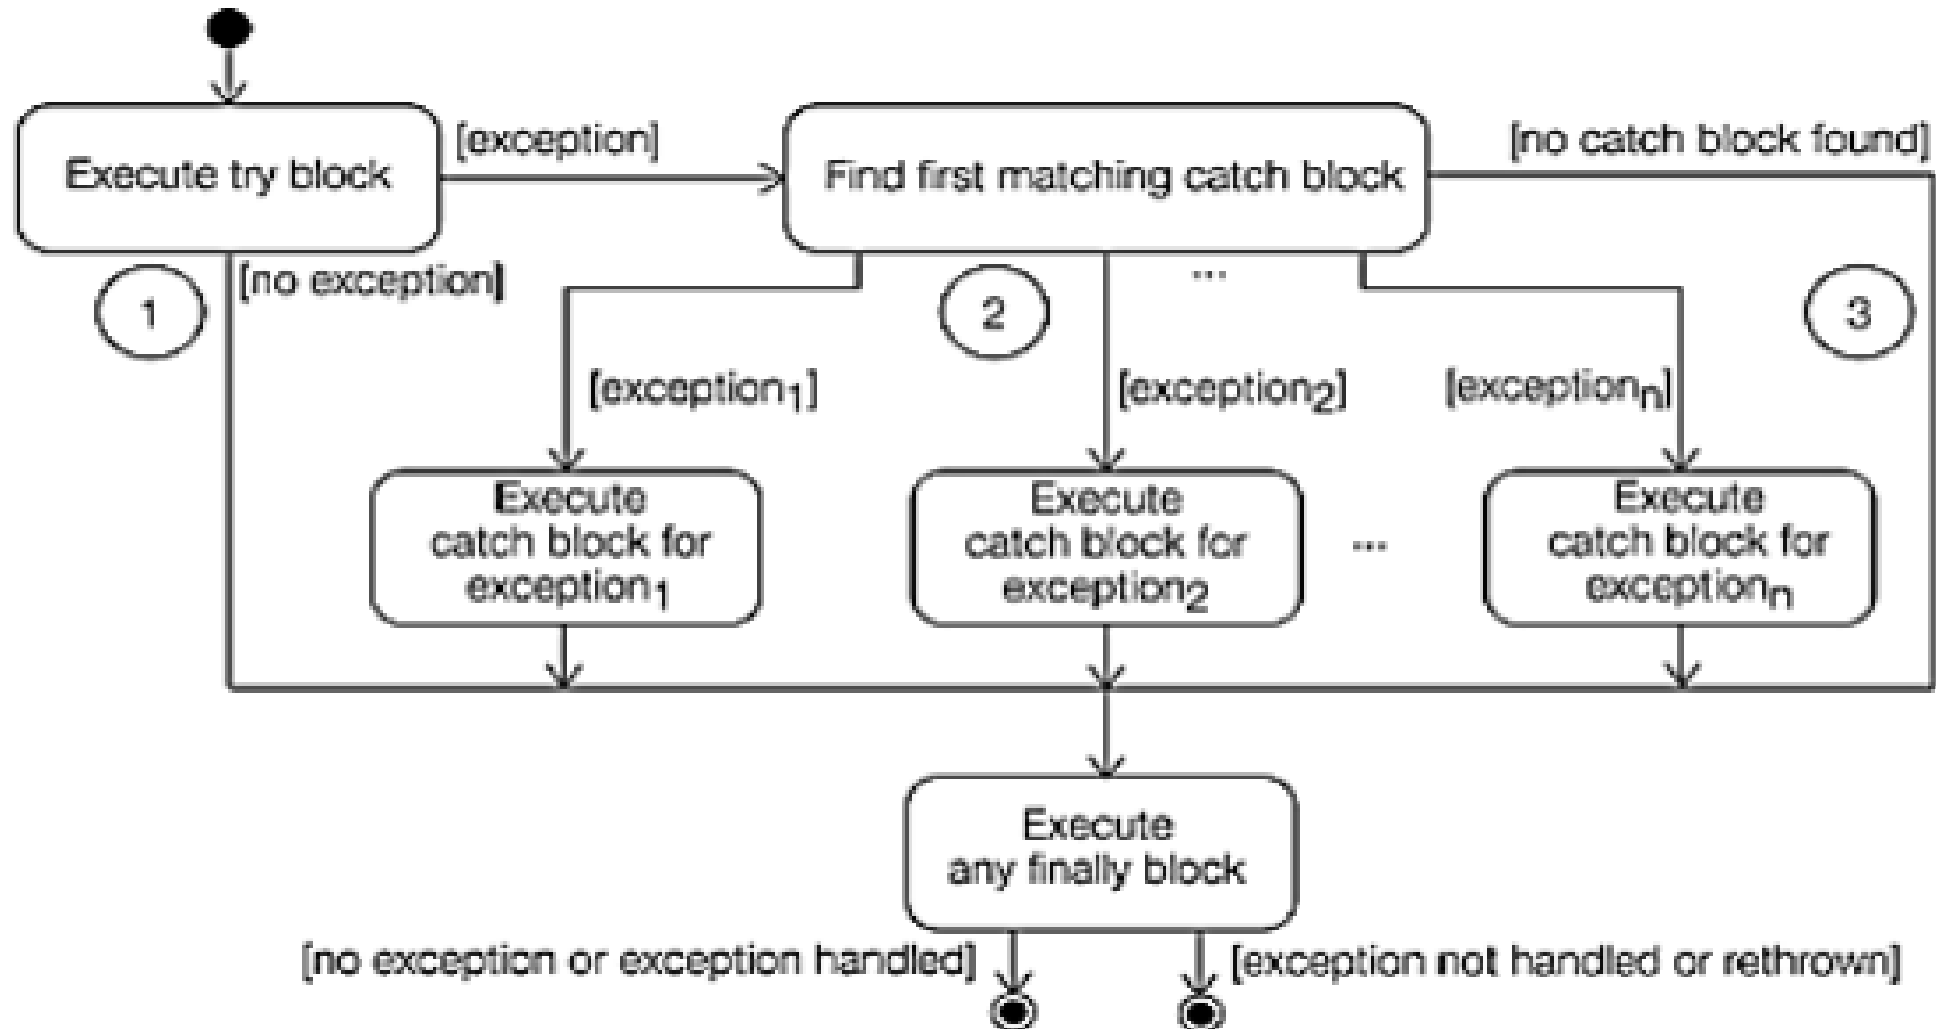 [exception]
[no catch block found]
Execute try block
Find first matching catch block
[no exception]
...
1
2
3
[exception1]
[exception2]
[exceptionn]
Execute
catch block for
exception1
Execute
catch block for
exception2
...
Execute
catch block for
exceptionn
Execute
any finally block
[no exception or exception handled]
[exception not handled or rethrown]